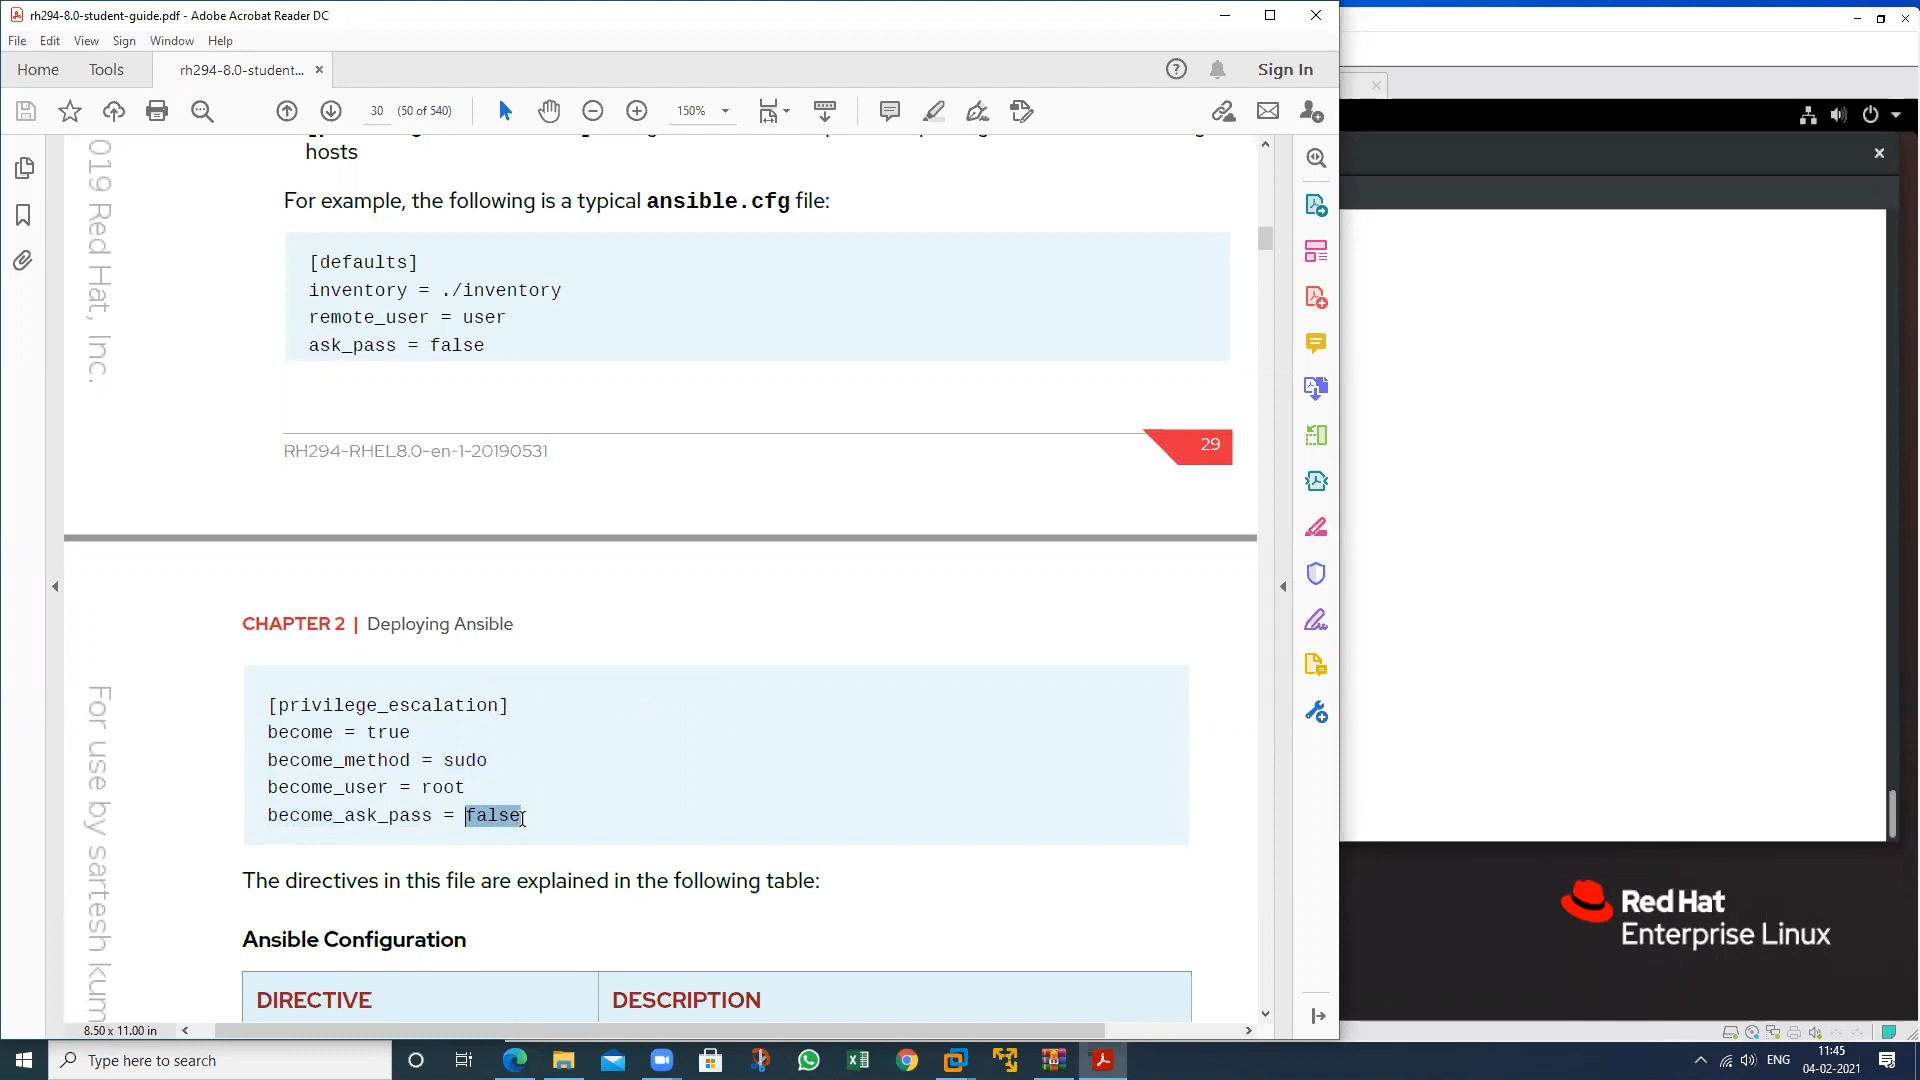 rh294-8.0-student-guide.pdf - Adobe Acrobat Reader DC
File Edit View Sign Window Help
Home Tools rh294-8.0-student... × Sign In
30 (50 of 540) 150%
hosts
For example, the following is a typical ansible.cfg file:
[defaults]
inventory = ./inventory
remote_user = user
ask_pass = false
019 Red Hat, Inc.
RH294-RHEL8.0-en-1-20190531
29
CHAPTER 2 | Deploying Ansible
[privilege_escalation]
become = true
become_method = sudo
become_user = root
become_ask_pass = false
For use by sartesh kum
The directives in this file are explained in the following table:
Ansible Configuration
DIRECTIVE DESCRIPTION
8.50 x 11.00 in
Red Hat
Enterprise Linux
Type here to search
ENG
11:45
04-02-2021